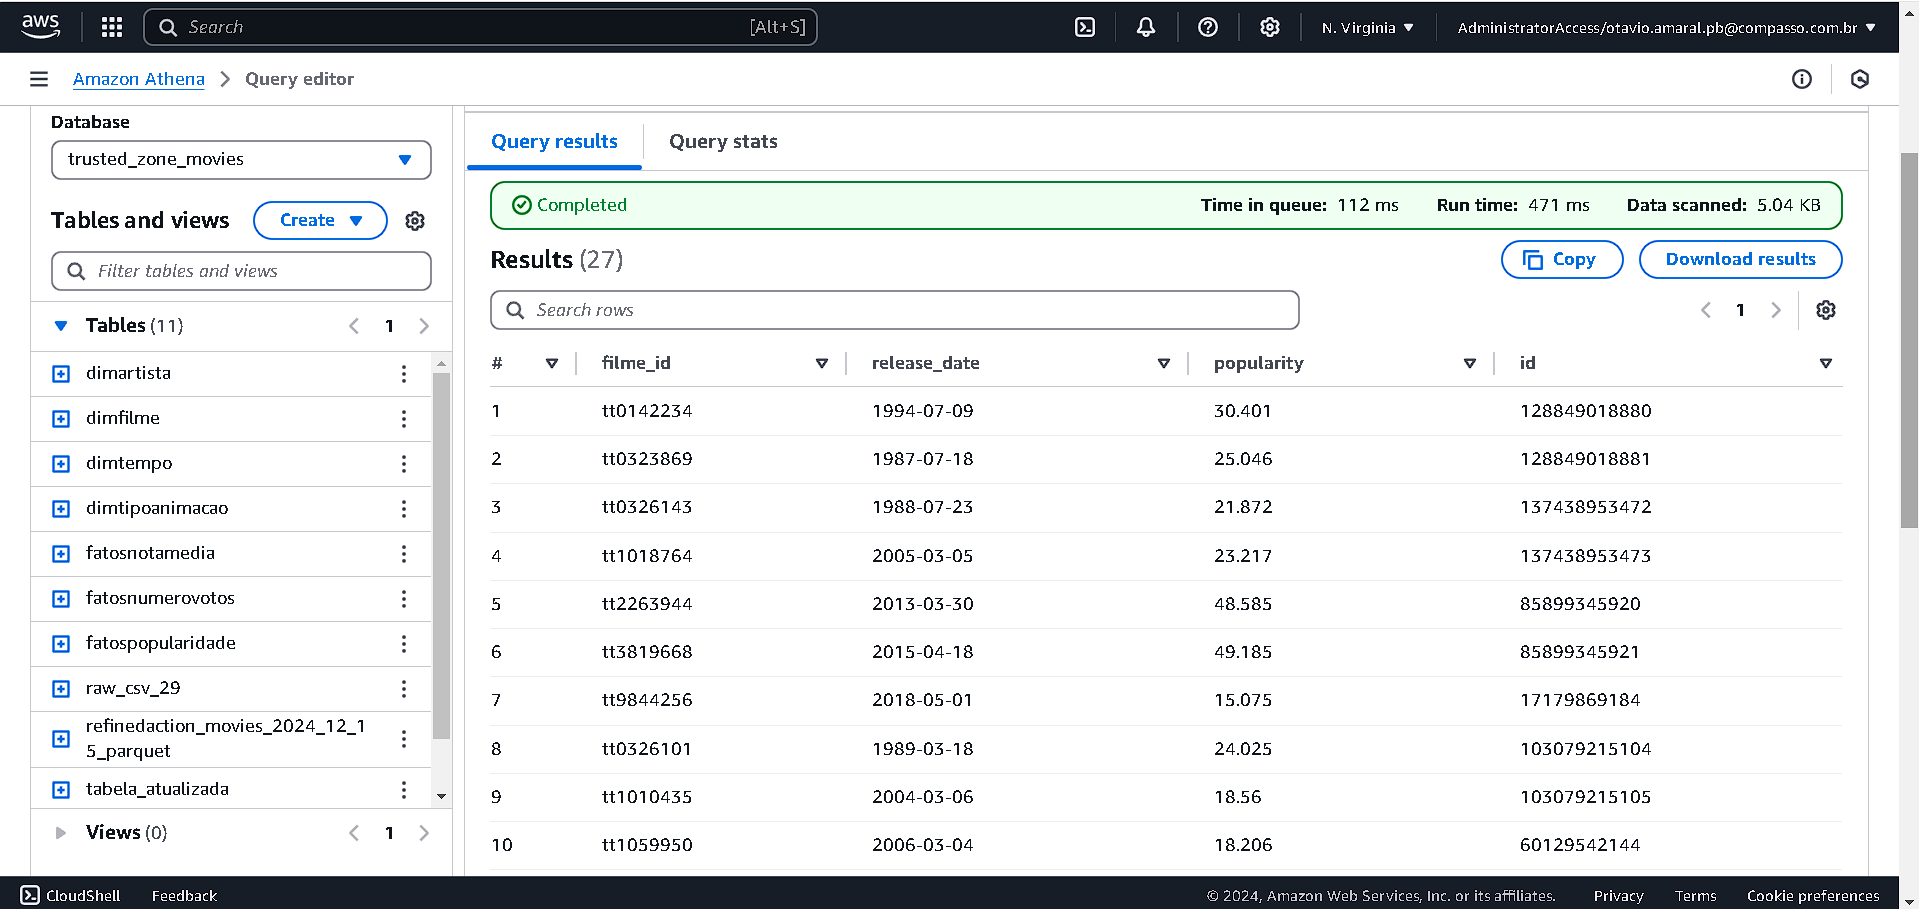 aws
Search [Alt+S] N. Virginia AdministratorAccess/otavio.amaral.pb@compasso.com.br
Amazon Athena Query editor
Database
trusted_zone_movies
Tables and views Create
Filter tables and views
Tables (11) 1
dimartista
dimfilme
dimtempo
dimtipoanimacao
fatosnotamedia
fatosnumerovotos
fatospopularidade
raw_csv_29
refinedaction_movies_2024_12_1
5_parquet
tabela_atualizada
Views (0) 1
Query results Query stats
Completed Time in queue: 112 ms Run time: 471 ms Data scanned: 5.04 KB
Results (27) Copy Download results
Search rows 1
# filme_id release_date popularity id
1 tt0142234 1994-07-09 30.401 128849018880
2 tt0323869 1987-07-18 25.046 128849018881
3 tt0326143 1988-07-23 21.872 137438953472
4 tt1018764 2005-03-05 23.217 137438953473
5 tt2263944 2013-03-30 48.585 85899345920
6 tt3819668 2015-04-18 49.185 85899345921
7 tt9844256 2018-05-01 15.075 17179869184
8 tt0326101 1989-03-18 24.025 103079215104
9 tt1010435 2004-03-06 18.56 103079215105
10 tt1059950 2006-03-04 18.206 60129542144
CloudShell Feedback © 2024, Amazon Web Services, Inc. or its affiliates. Privacy Terms Cookie preferences